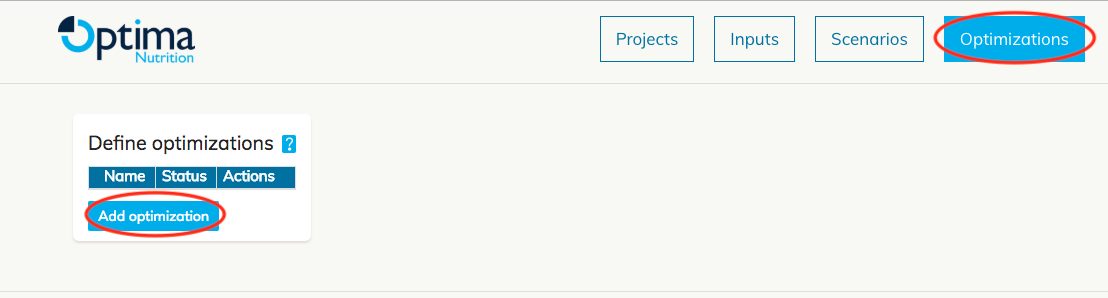 Optima
Nutrition
Projects
Inputs
Scenarios
Optimizations
Define optimizations ?
Name Status Actions
Add optimization